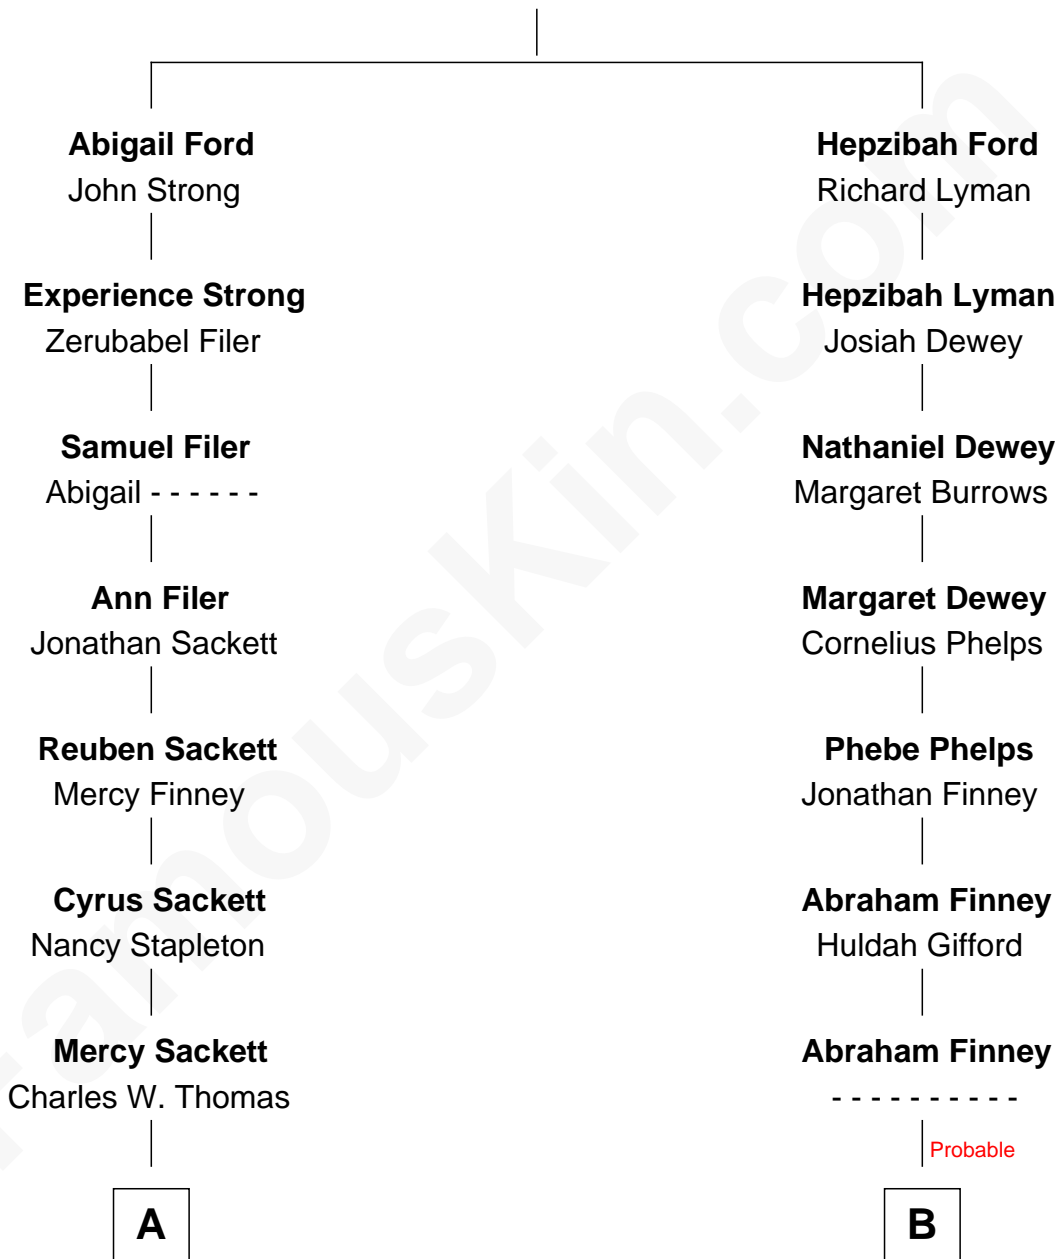 Abigail Ford
John Strong
Experience Strong
Zerubabel Filer
Samuel Filer
Abigail - - - - - -
Ann Filer
Jonathan Sackett
Reuben Sackett
Mercy Finney
Cyrus Sackett
Nancy Stapleton
Mercy Sackett
Charles W. Thomas
A
Hepzibah Ford
Richard Lyman
Hepzibah Lyman
Josiah Dewey
Nathaniel Dewey
Margaret Burrows
Margaret Dewey
Cornelius Phelps
Phebe Phelps
Jonathan Finney
Abraham Finney
Huldah Gifford
Abraham Finney
- - - - - - - - - -
Probable
B
FamousKin.com